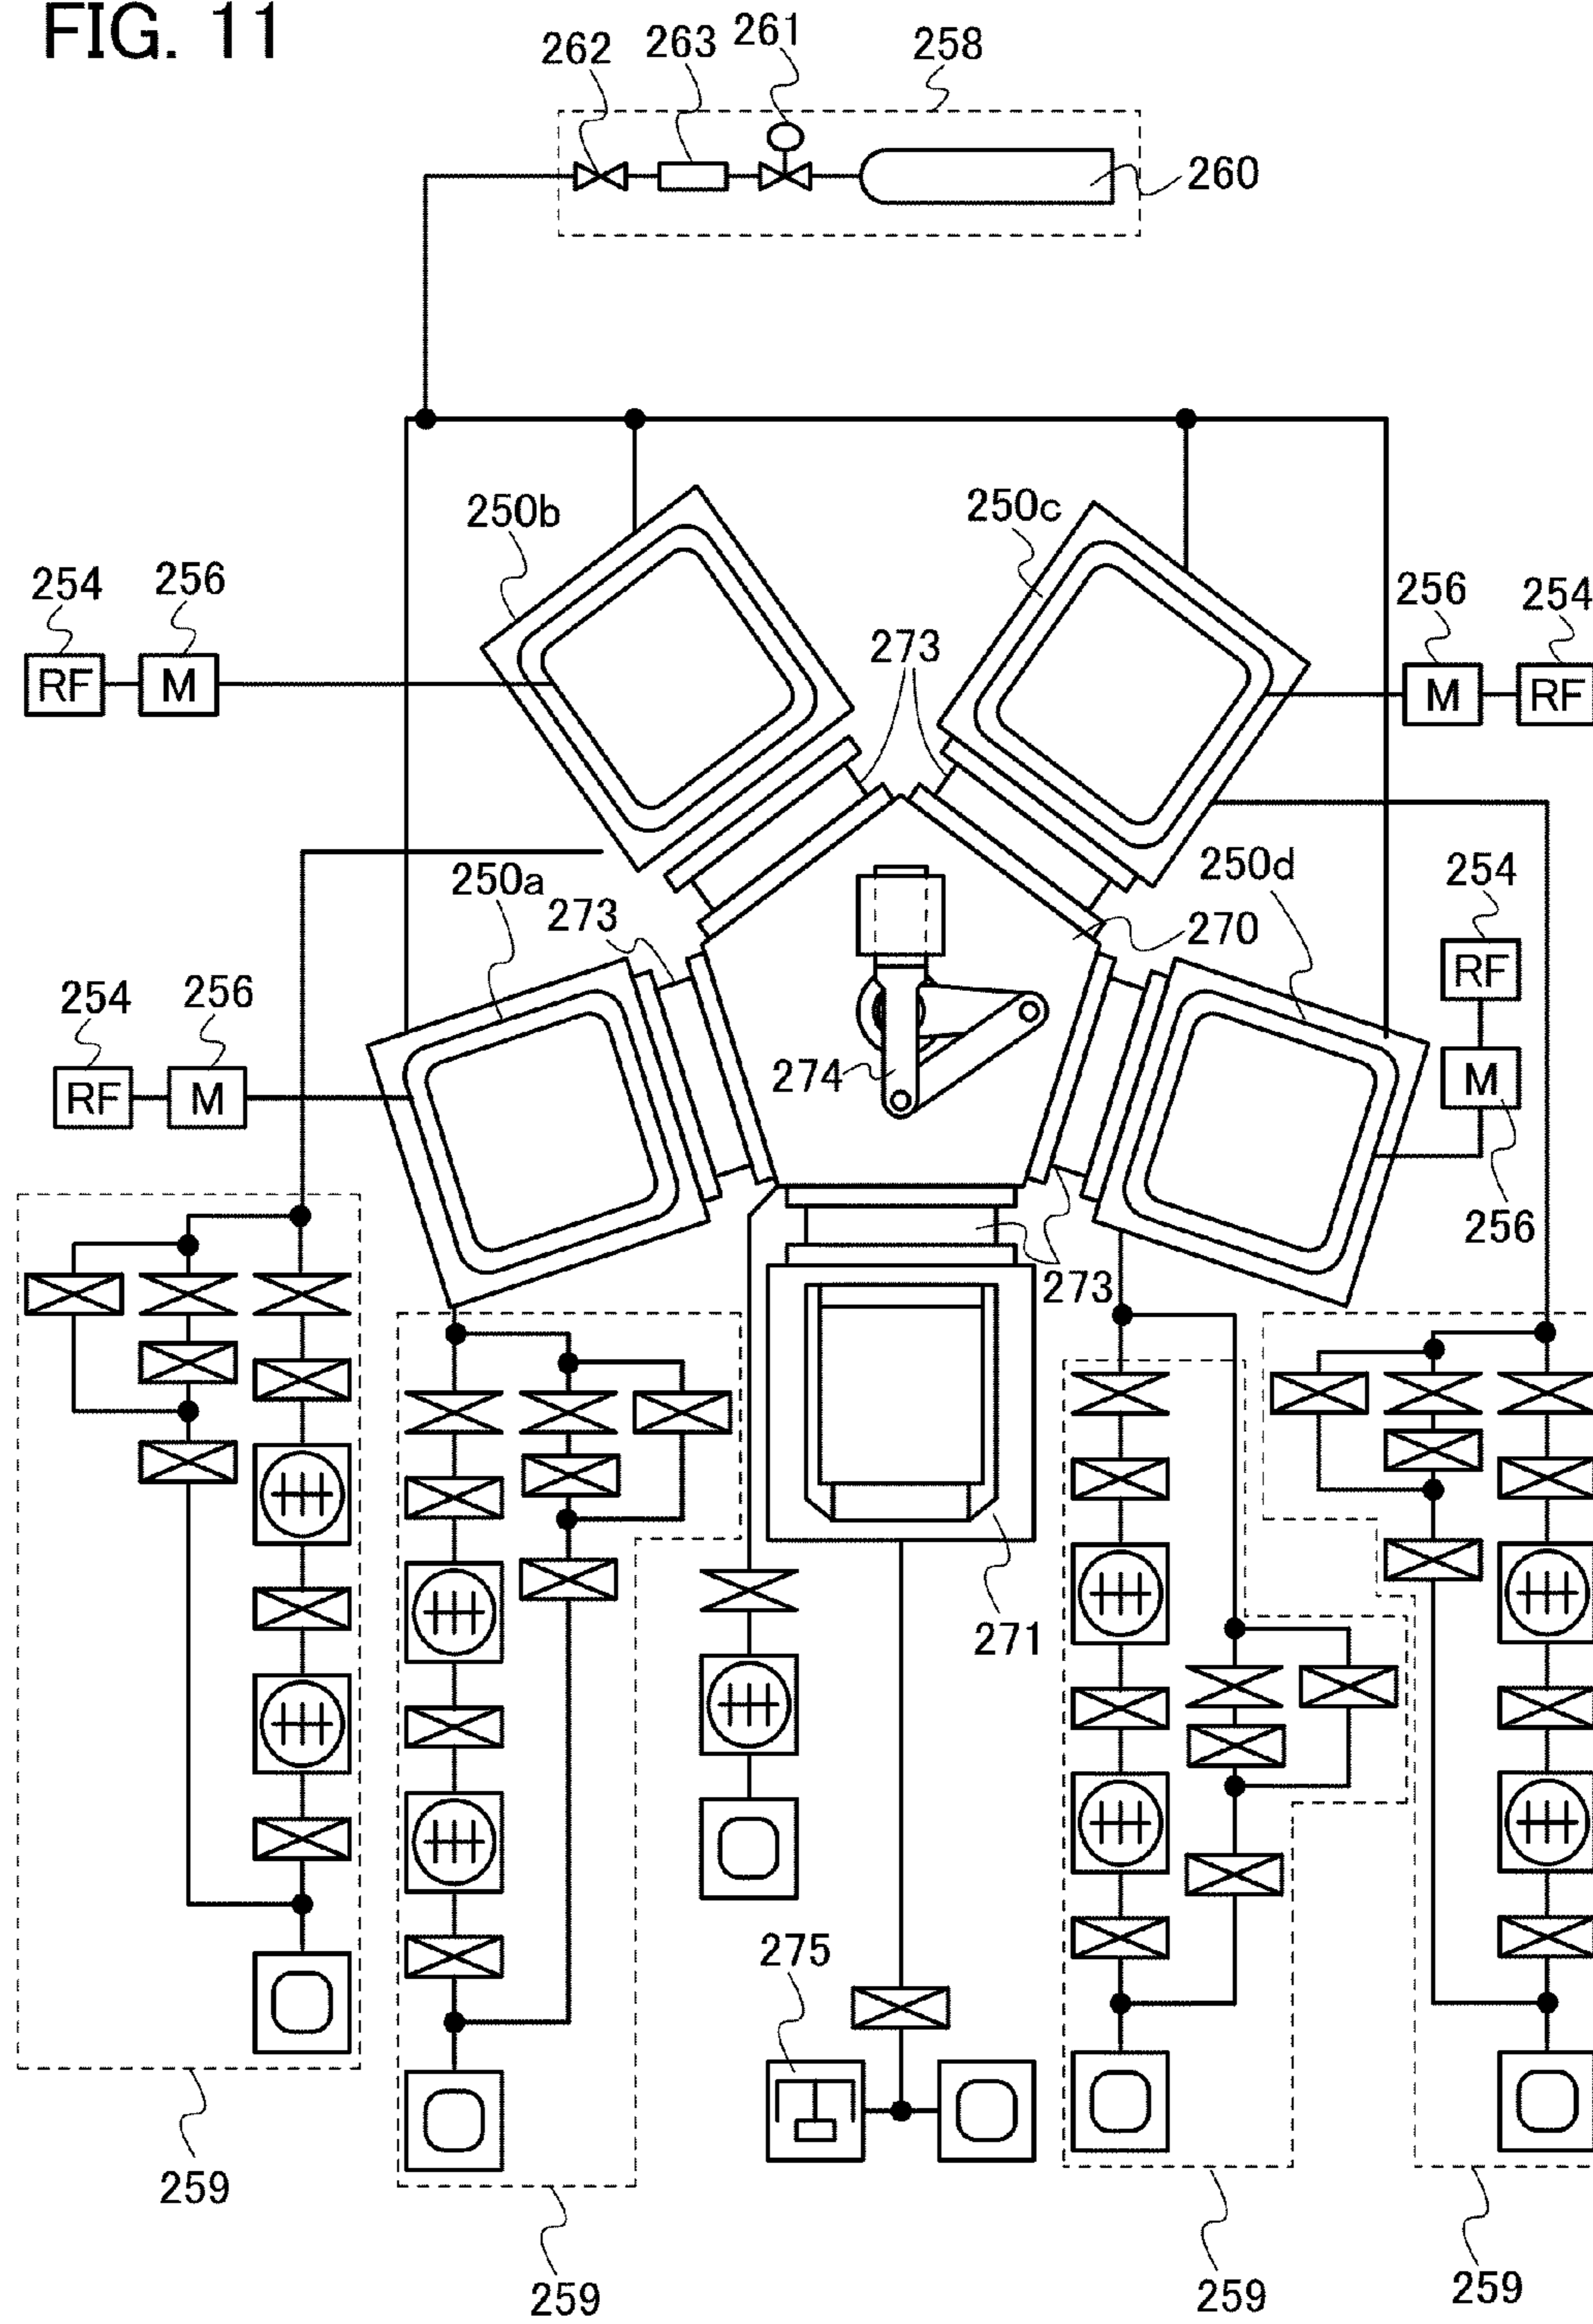 FIG. 11
262 263 261 258
260
250b 250c
254 256 256 254
RF M 273 M RF
250a 250d 254
273 270
RF
254 256
274 M
RF M
256
273
271
275
259
259 259 259